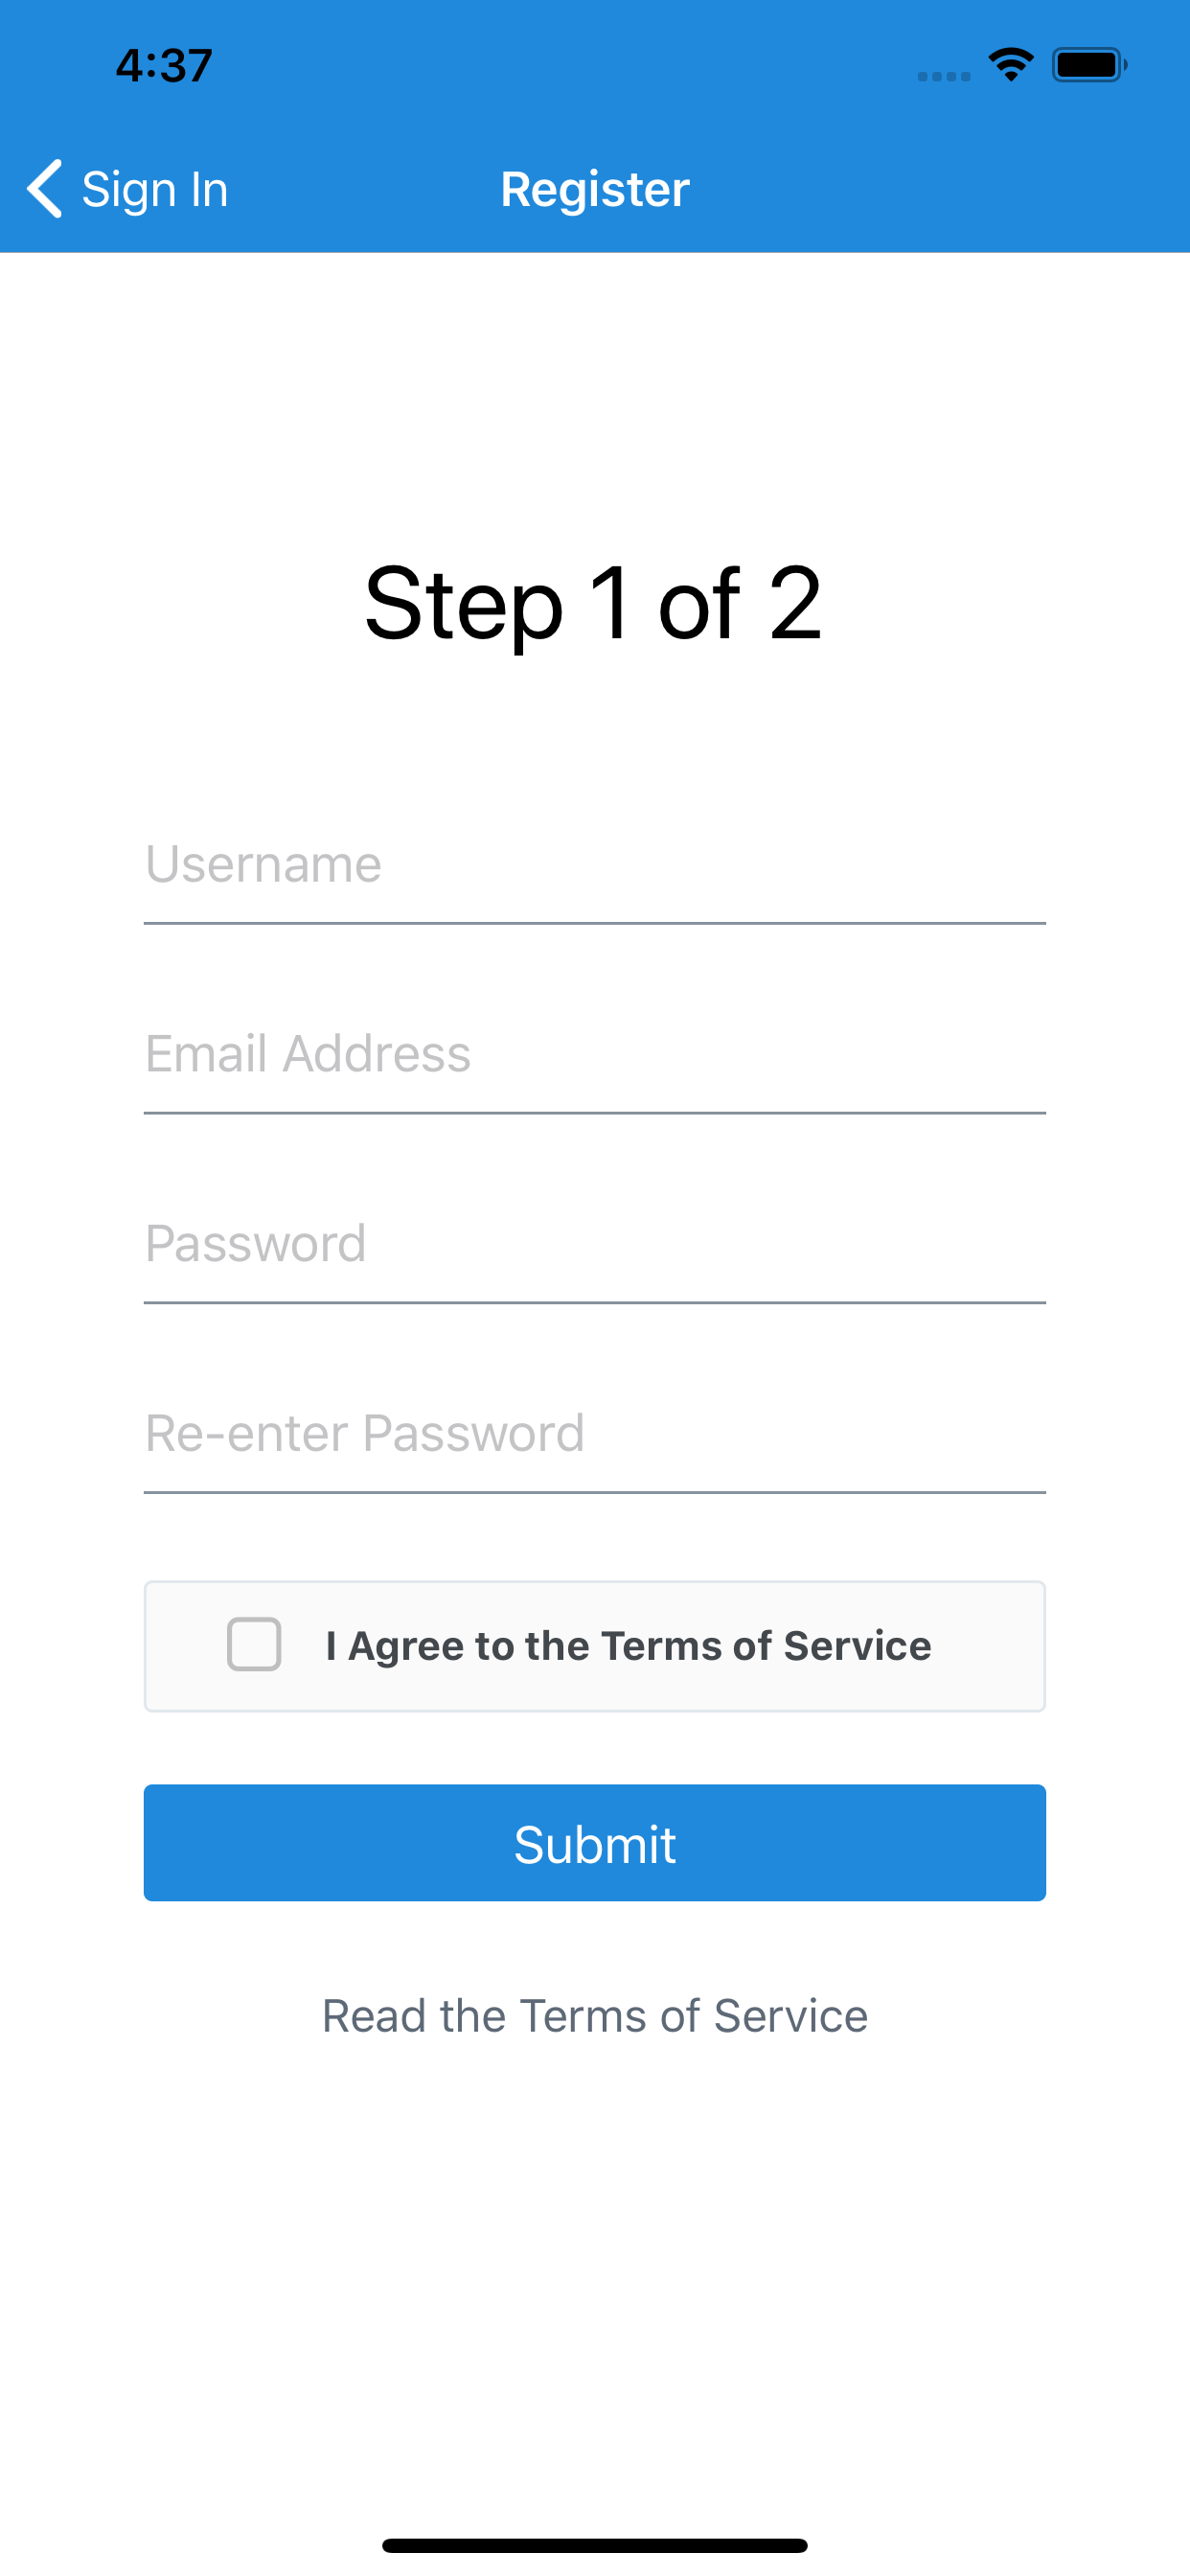 4:37
Sign In
Register
Step 1 of 2
Username
Email Address
Password
Re-enter Password
I Agree to the Terms of Service
Submit
Read the Terms of Service